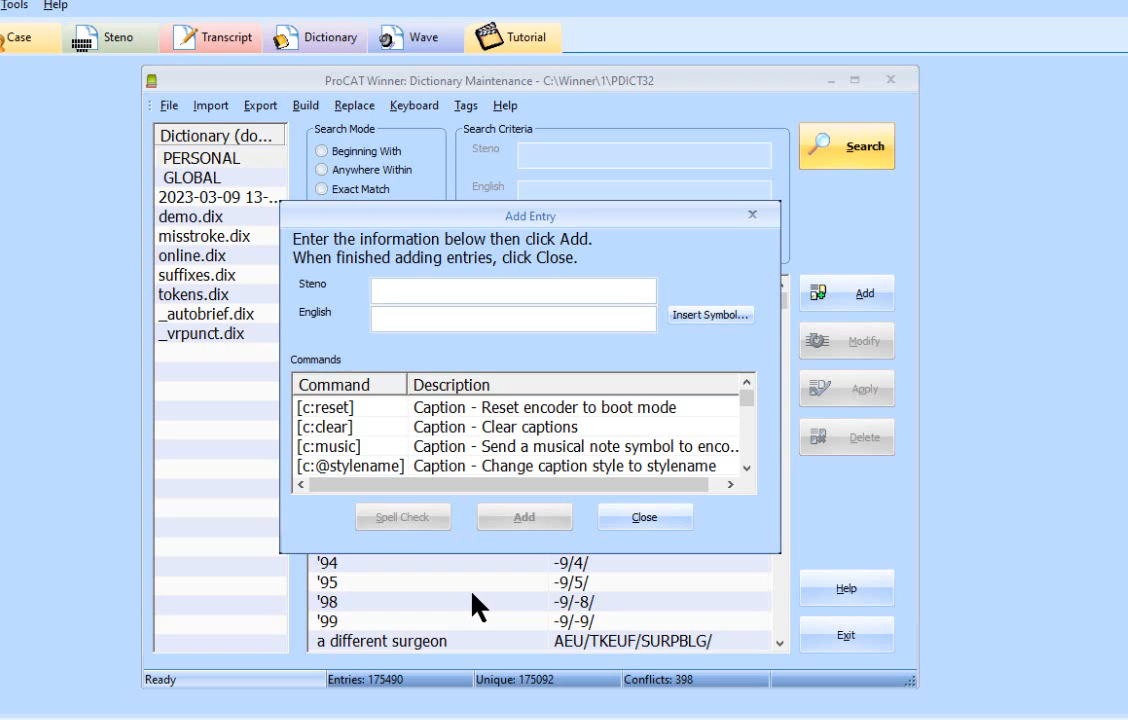 Tools Help
Case Steno Transcript Dictionary Wave Tutorial
ProCAT Winner: Dictionary Maintenance - C:\Winner\1\PDICT32
File Import Export Build Replace Keyboard Tags Help
Dictionary (do...
PERSONAL
GLOBAL
2023-03-09 13-...
demo.dix
misstroke.dix
online.dix
suffixes.dix
tokens.dix
_autobrief.dix
_vrpunct.dix
Search Mode
Beginning With
Anywhere Within
Exact Match
Search Criteria
Steno
English
Search
Add Entry
Enter the information below then click Add.
When finished adding entries, click Close.
Steno
English
Insert Symbol...
Commands
Command Description
[c:reset] Caption - Reset encoder to boot mode
[c:clear] Caption - Clear captions
[c:music] Caption - Send a musical note symbol to enco..
[c:@stylename] Caption - Change caption style to stylename
Spell Check Add Close
'94 -9/4/
'95 -9/5/
'98 -9/-8/
'99 -9/-9/
a different surgeon AEU/TKEUF/SURPBLG/
Add
Modify
Apply
Delete
Help
Exit
Ready Entries: 175490 Unique: 175092 Conflicts: 398